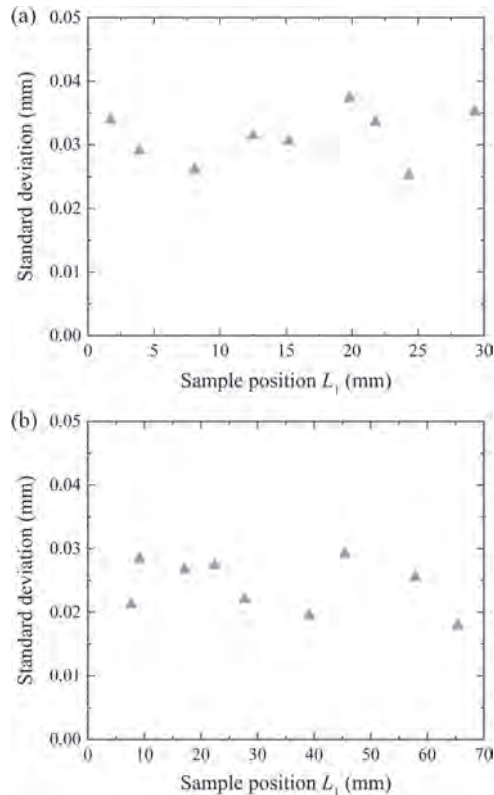 (a)
0.05
0.04
0.03
0.02
0.01
0.00
Standard deviation (mm)
0 5 10 15 20 25 30
Sample position L₁ (mm)
(b)
0.05
0.04
0.03
0.02
0.01
0.00
Standard deviation (mm)
0 10 20 30 40 50 60 70
Sample position L₁ (mm)